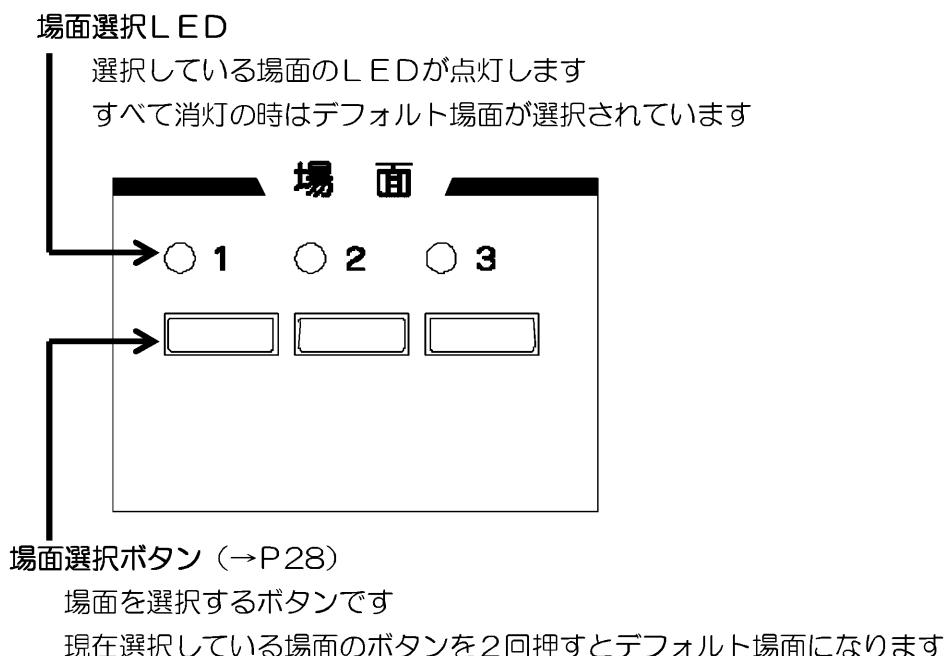 場面選択ＬＥＤ
選択している場面のＬＥＤが点灯します
すべて消灯の時はデフォルト場面が選択されています
場　面
1 2 3
場面選択ボタン（→Ｐ２８）
場面を選択するボタンです
現在選択している場面のボタンを２回押すとデフォルト場面になります